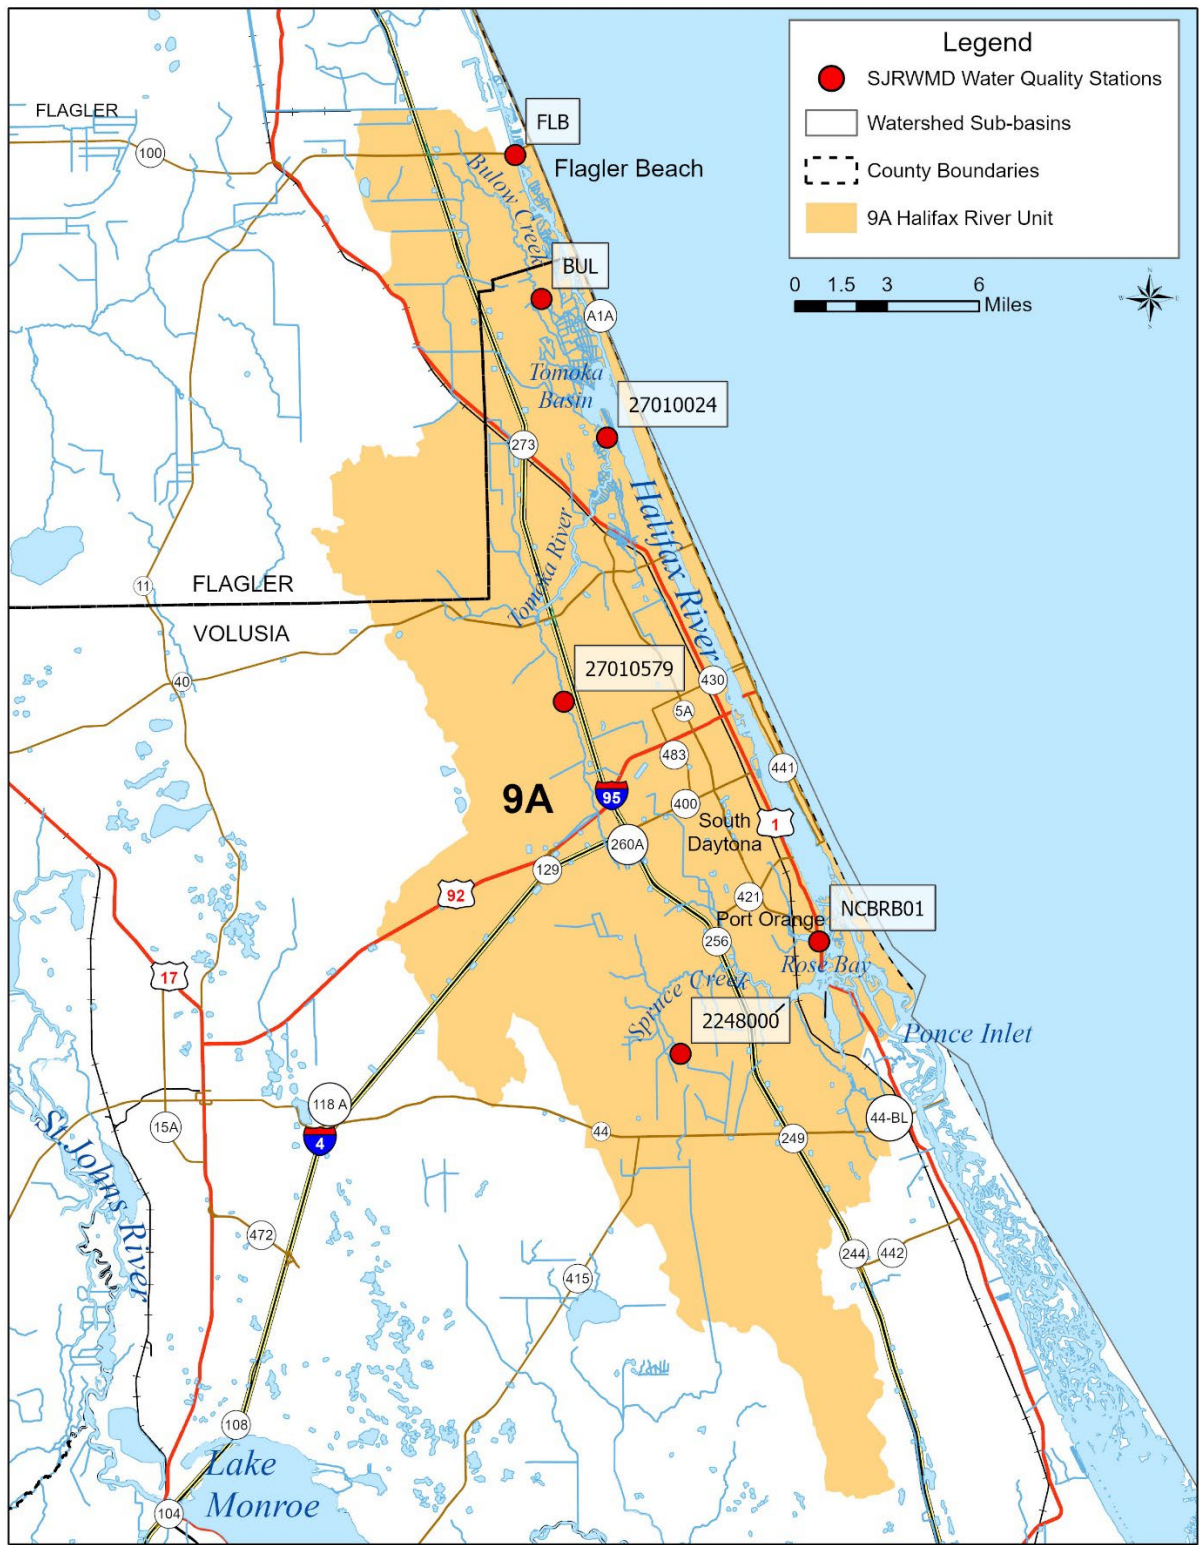 Legend
SJRWMD Water Quality Stations
Watershed Sub-basins
County Boundaries
9A Halifax River Unit
0 1.5 3 6
Miles
N
W E
S
FLAGLER
100
FLB
Flagler Beach
Bulow Creek
BUL
A1A
Tomoka
Basin
27010024
273
Halifax River
Tomoka River
11
FLAGLER
VOLUSIA
40
27010579
430
5A
483
441
9A
95
400
1
South
Daytona
260A
129
92
421
NCBRB01
Port Orange
256
Rose Bay
17
Spruce Creek
2248000
Ponce Inlet
118 A
15A
4
44
249
44-BL
St. Johns River
472
415
244
442
108
Lake
Monroe
104